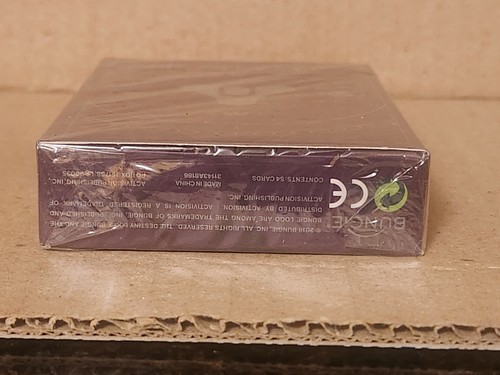 © 2018 BUNGIE, INC. ALL RIGHTS RESERVED. THE DESTINY LOGO, BUNGIE AND THE
BUNGIE LOGO ARE AMONG THE TRADEMARKS OF BUNGIE, INC. PUBLISHED AND
DISTRIBUTED BY ACTIVISION. ACTIVISION IS A REGISTERED TRADEMARK OF
ACTIVISION PUBLISHING INC.
BUNGIE
CE
CONTENTS: 54 CARDS
MADE IN CHINA
ACTIVISION PUBLISHING, INC.